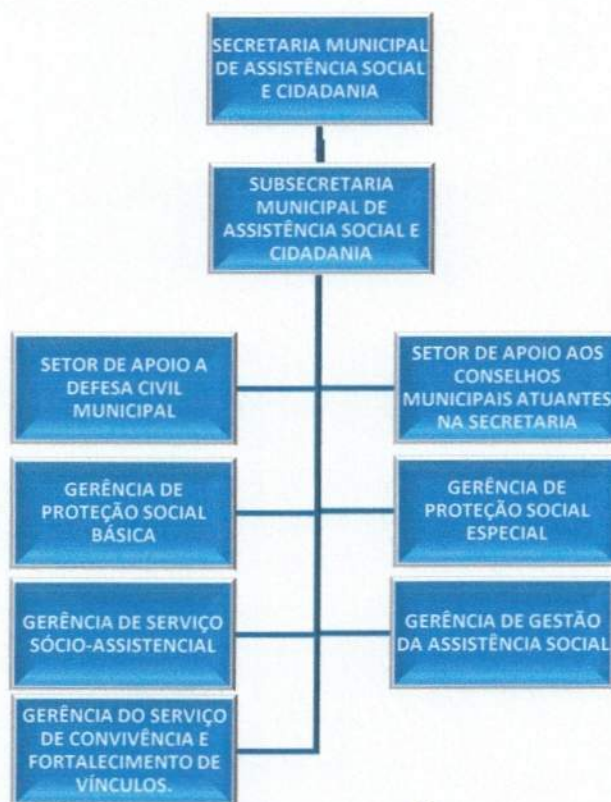 SECRETARIA MUNICIPAL
DE ASSISTÊNCIA SOCIAL
E CIDADANIA
SUBSECRETARIA
MUNICIPAL DE
ASSISTÊNCIA SOCIAL E
CIDADANIA
SETOR DE APOIO A
DEFESA CIVIL
MUNICIPAL
SETOR DE APOIO AOS
CONSELHOS
MUNICIPAIS ATUANTES
NA SECRETARIA
GERÊNCIA DE
PROTEÇÃO SOCIAL
BÁSICA
GERÊNCIA DE
PROTEÇÃO SOCIAL
ESPECIAL
GERÊNCIA DE SERVIÇO
SÓCIO-ASSISTENCIAL
GERÊNCIA DE GESTÃO
DA ASSISTÊNCIA SOCIAL
GERÊNCIA DO SERVIÇO
DE CONVIVÊNCIA E
FORTALECIMENTO DE
VÍNCULOS.